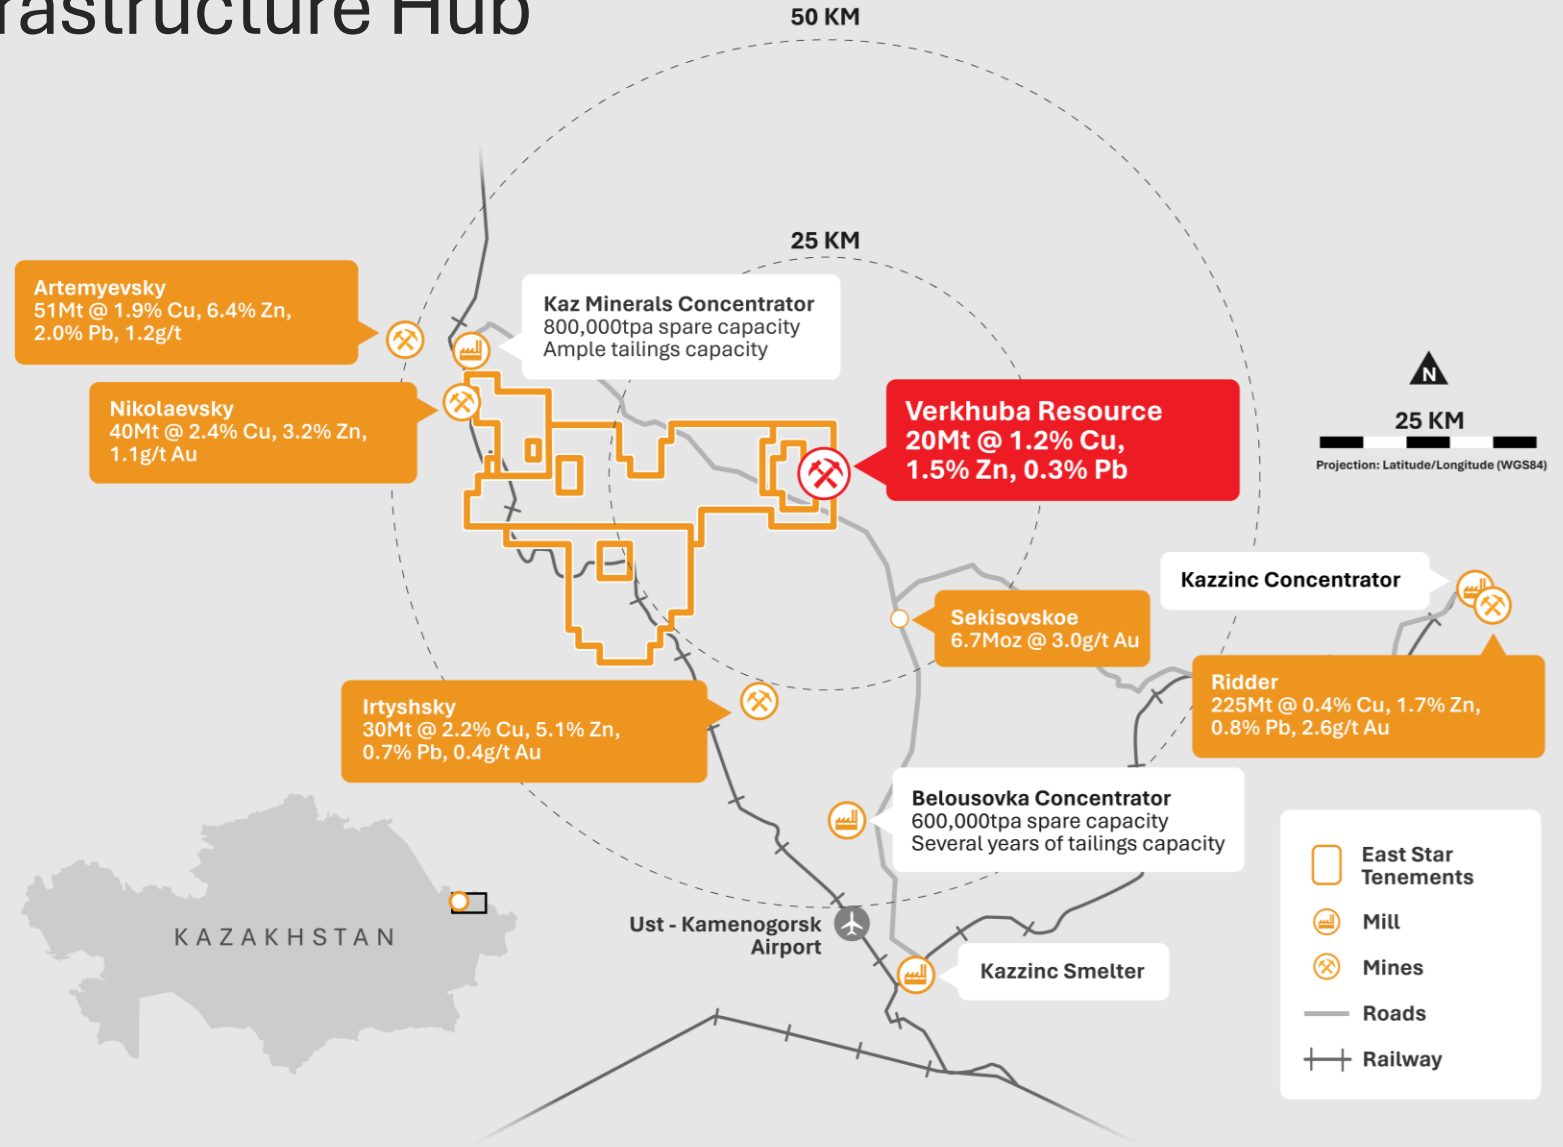 rastructure Hub
50 KM
25 KM
Artemyevsky
51Mt @ 1.9% Cu, 6.4% Zn,
2.0% Pb, 1.2g/t
Kaz Minerals Concentrator
800,000tpa spare capacity
Ample tailings capacity
Nikolaevsky
40Mt @ 2.4% Cu, 3.2% Zn,
1.1g/t Au
Verkhuba Resource
20Mt @ 1.2% Cu,
1.5% Zn, 0.3% Pb
N
25 KM
Projection: Latitude/Longitude (WGS84)
Kazzinc Concentrator
Sekisovskoe
6.7Moz @ 3.0g/t Au
Ridder
225Mt @ 0.4% Cu, 1.7% Zn,
0.8% Pb, 2.6g/t Au
Irtyshsky
30Mt @ 2.2% Cu, 5.1% Zn,
0.7% Pb, 0.4g/t Au
Belousovka Concentrator
600,000tpa spare capacity
Several years of tailings capacity
KAZAKHSTAN
Ust - Kamenogorsk
Airport
Kazzinc Smelter
East Star
Tenements
Mill
Mines
Roads
Railway